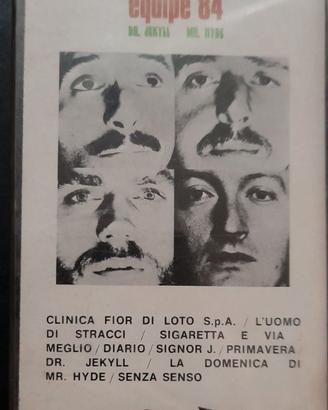 equipe 84
DR. JEKYLL MR. HYDE
CLINICA FIOR DI LOTO S.p.A. / L'UOMO
DI STRACCI / SIGARETTA E VIA /
MEGLIO / DIARIO / SIGNOR J. / PRIMAVERA /
DR. JEKYLL / LA DOMENICA DI
MR. HYDE / SENZA SENSO